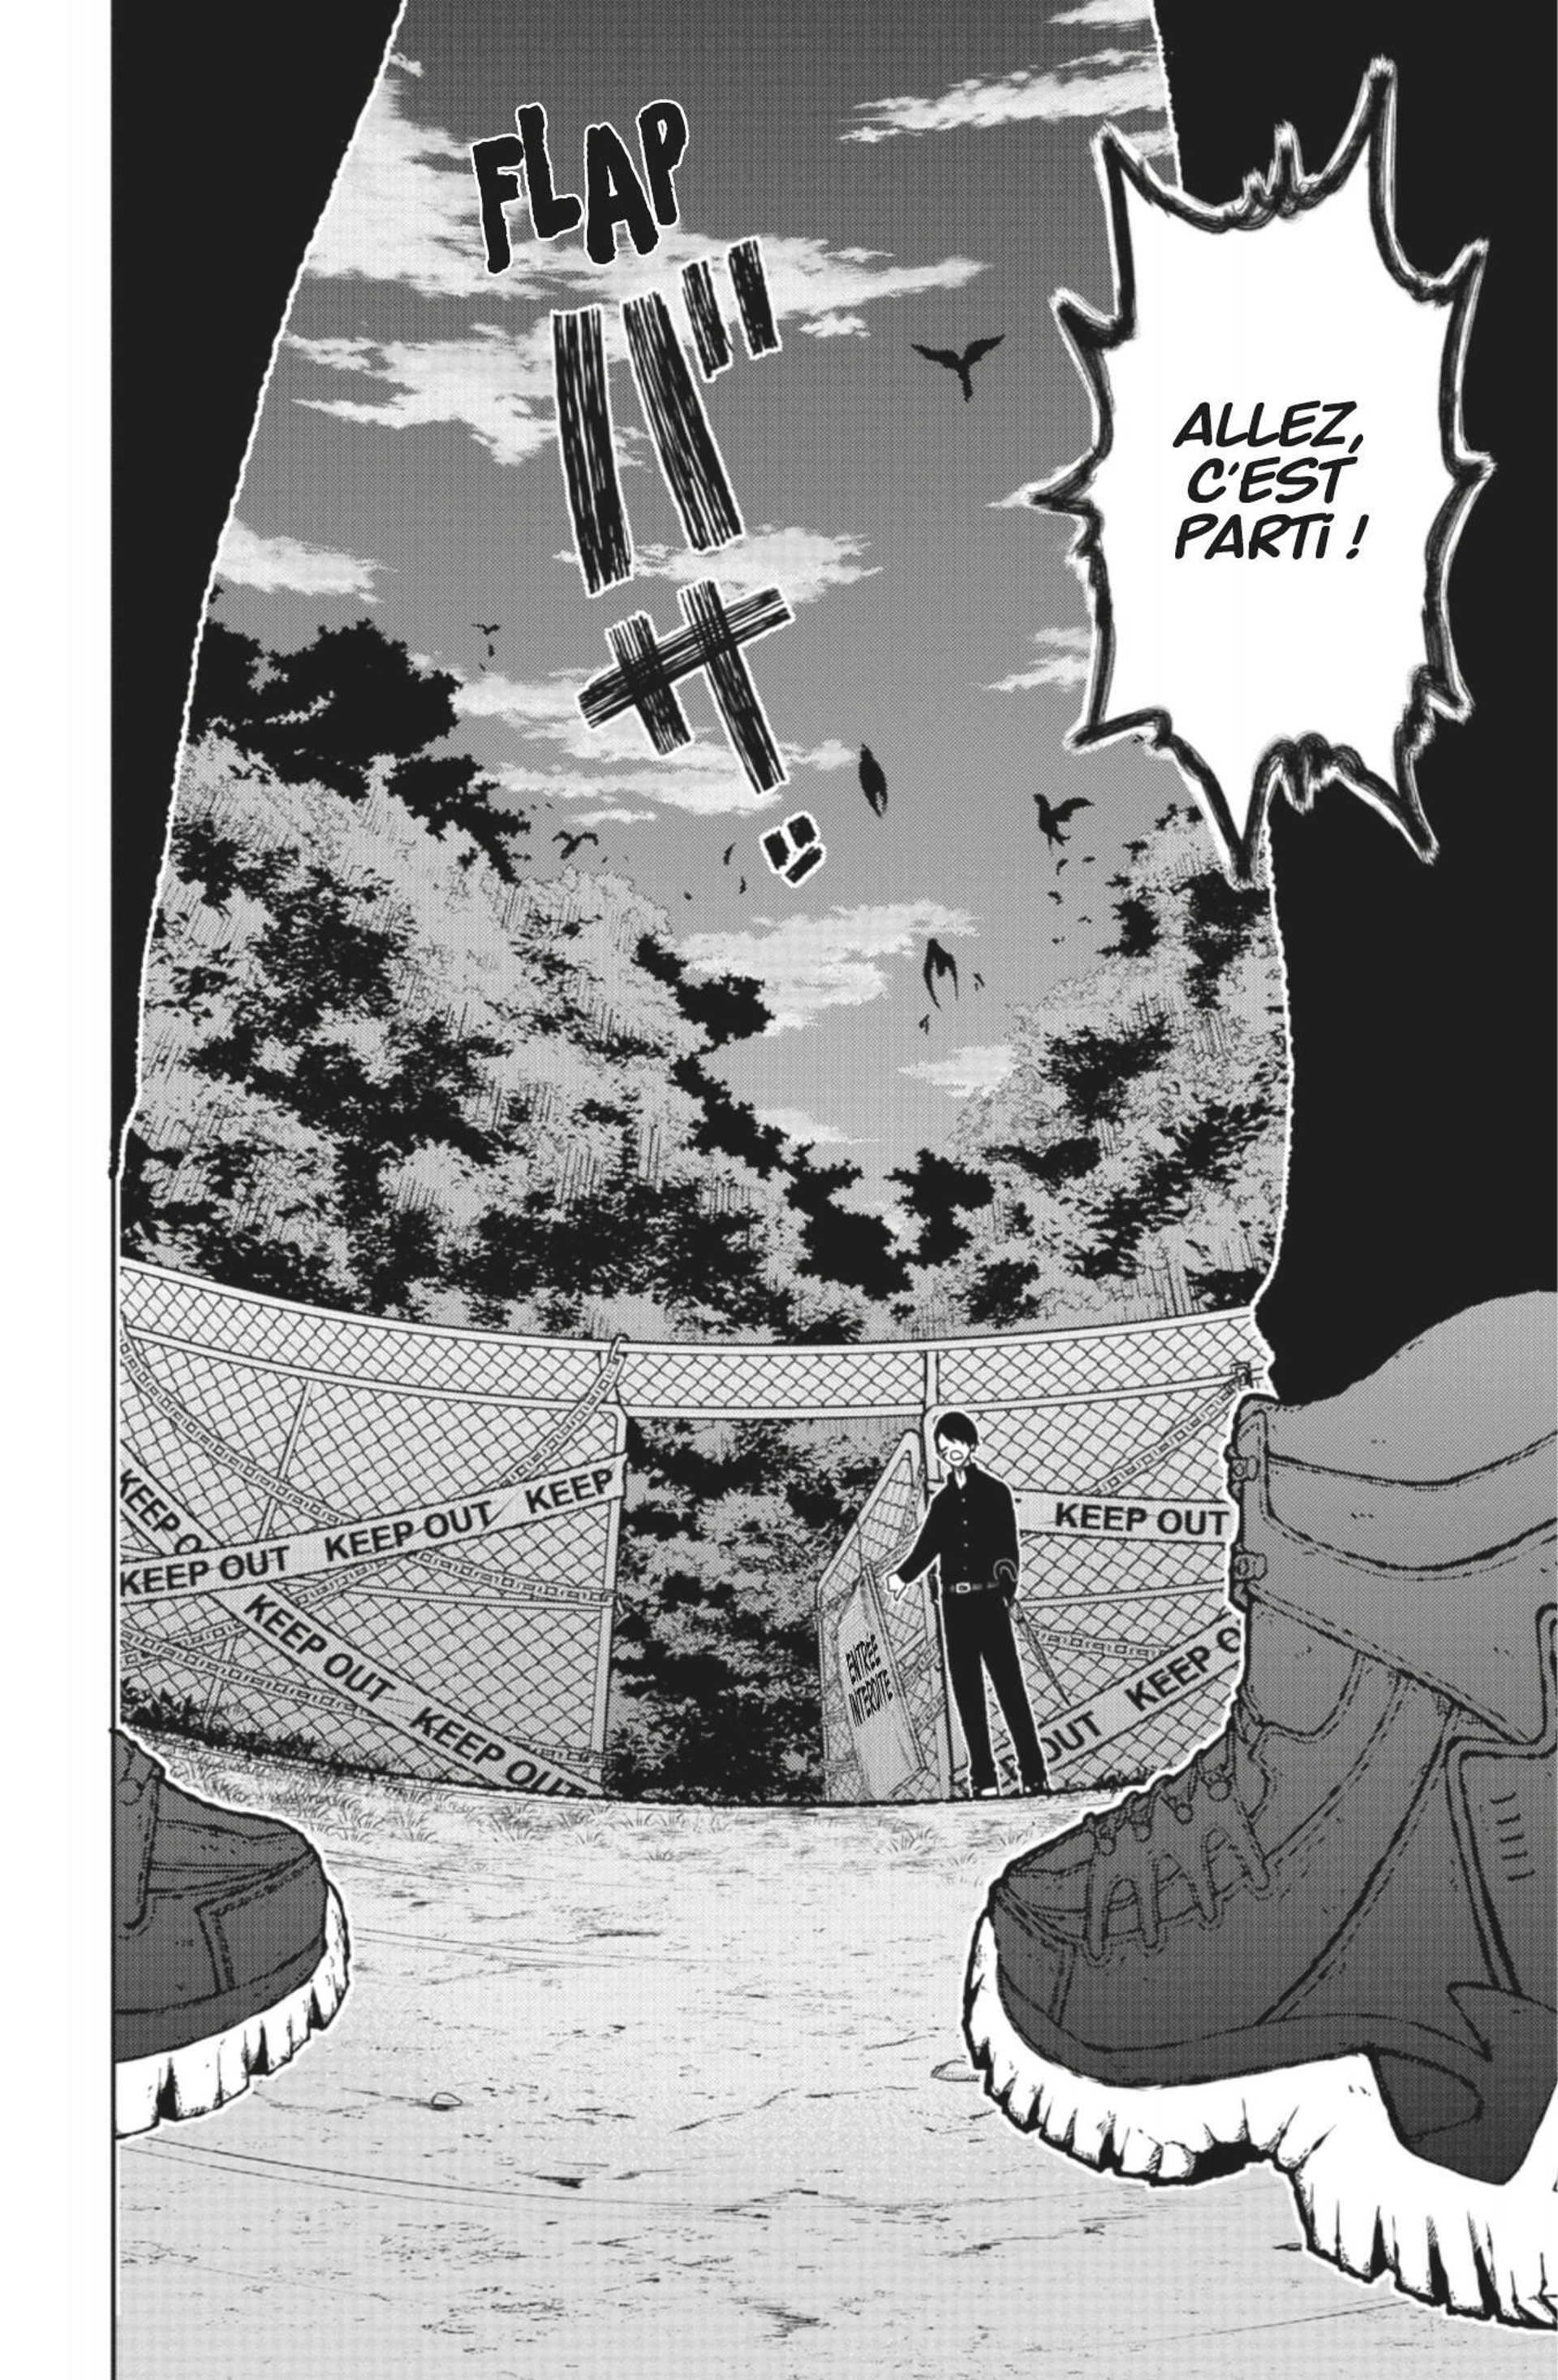 FLAP
バサッ
ALLEZ,
C'EST
PARTI !
KEEP O
KEEP OUT KEEP OUT KEEP
KEEP OUT KEEP OUT
ENTRÉE
INTERDITE
KEEP OUT
P OUT KEEP O